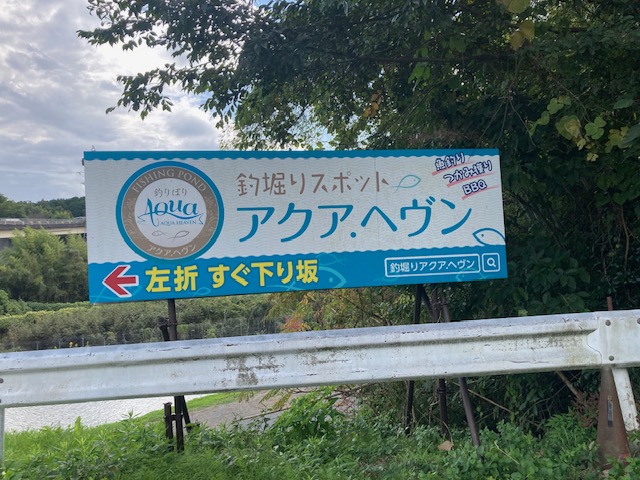 FISHING POND
釣りぼり
AQUA
AQUA HEAVEN
アクア.ヘヴン
釣堀りスポット
アクア.ヘヴン
魚釣り
つかみ獲り
BBQ
左折 すぐ下り坂
釣堀りアクア.ヘヴン